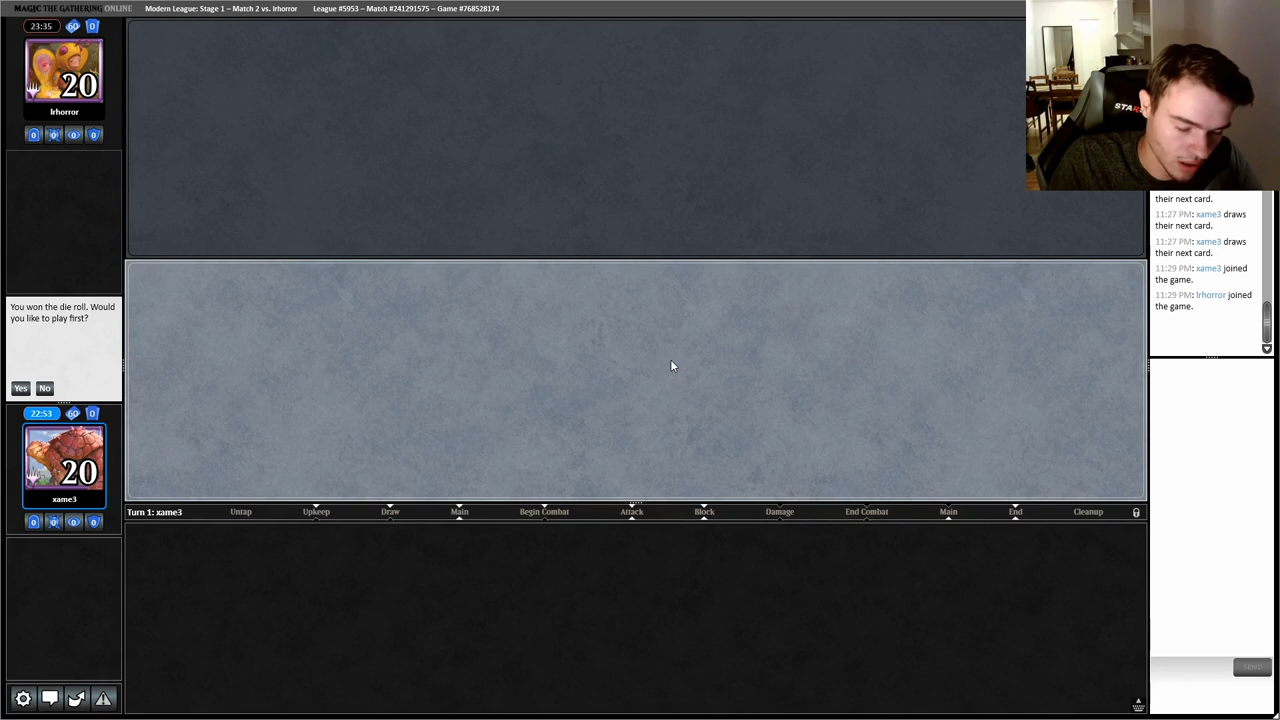 MAGIC THE GATHERING ONLINE
Modern League: Stage 1 – Match 2 vs. lrhorror
League #5953 – Match #241291575 – Game #768528174
23:35
60
0
20
lrhorror
0
0
0
0
STAR
their next card.
11:27 PM: xame3 draws
their next card.
11:27 PM: xame3 draws
their next card.
11:29 PM: xame3 joined
the game.
11:29 PM: lrhorror joined
the game.
You won the die roll. Would
you like to play first?
Yes
No
22:53
60
0
20
xame3
0
0
0
0
Turn 1: xame3
Untap
Upkeep
Draw
Main
Begin Combat
Attack
Block
Damage
End Combat
Main
End
Cleanup
SEND